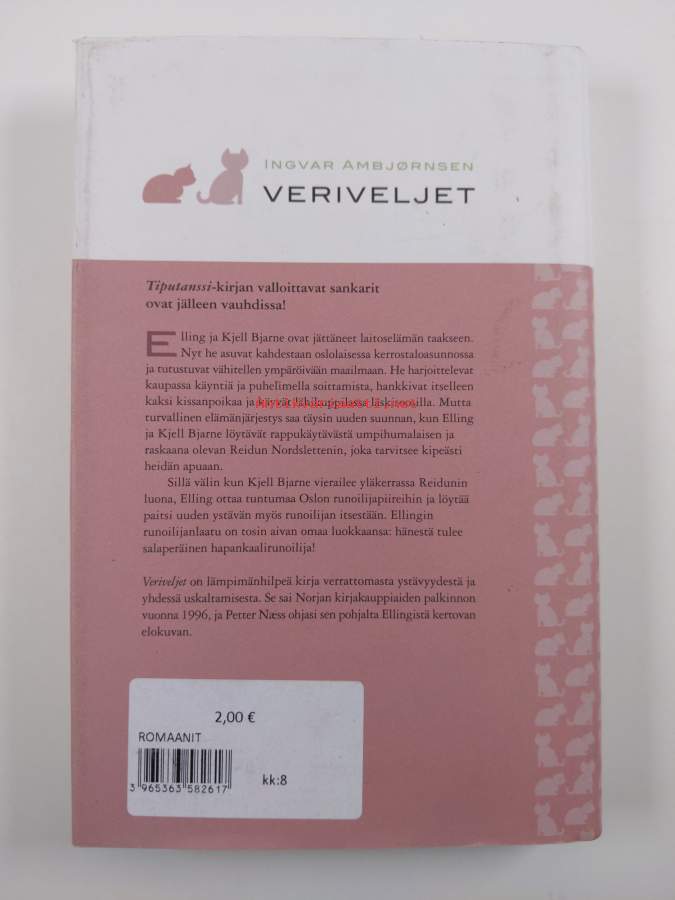 INGVAR AMBJØRNSEN
VERIVELJET
Tiputanssi-kirjan valloittavat sankarit
ovat jälleen vauhdissa!
Elling ja Kjell Bjarne ovat jättäneet laitoselämän taakseen.
Nyt he asuvat kahdestaan oslolaisessa kerrostaloasunnossa
ja tutustuvat vähitellen ympäröivään maailmaan. He harjoittelevat
kaupassa käyntiä ja puhelimella soittamista, hankkivat itselleen
kaksi kissanpoikaa ja käyvät lähikuppilassa läskisoosilla. Mutta
turvallinen elämänjärjestys saa täysin uuden suunnan, kun Elling
ja Kjell Bjarne löytävät rappukäytävästä umpihumalaisen ja
raskaana olevan Reidun Nordslettenin, joka tarvitsee kipeästi
heidän apuaan.
Sillä välin kun Kjell Bjarne vierailee yläkerrassa Reidunin
luona, Elling ottaa tuntumaa Oslon runoilijapiireihin ja löytää
paitsi uuden ystävän myös runoilijan itsestään. Ellingin
runoilijanlaatu on tosin aivan omaa luokkaansa: hänestä tulee
salaperäinen hapankaalirunoilija!
Veriveljet on lämpimänhilpeä kirja verrattomasta ystävyydestä ja
yhdessä uskaltamisesta. Se sai Norjan kirjakauppiaiden palkinnon
vuonna 1996, ja Petter Næss ohjasi sen pohjalta Ellingistä kertovan
elokuvan.
2,00 €
ROMAANIT
3 965363 582617
kk:8